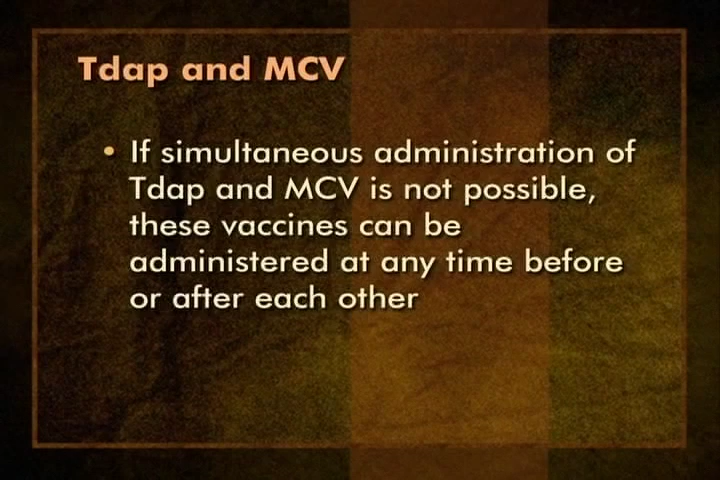 Tdap and MCV
• If simultaneous administration of
Tdap and MCV is not possible,
these vaccines can be
administered at any time before
or after each other